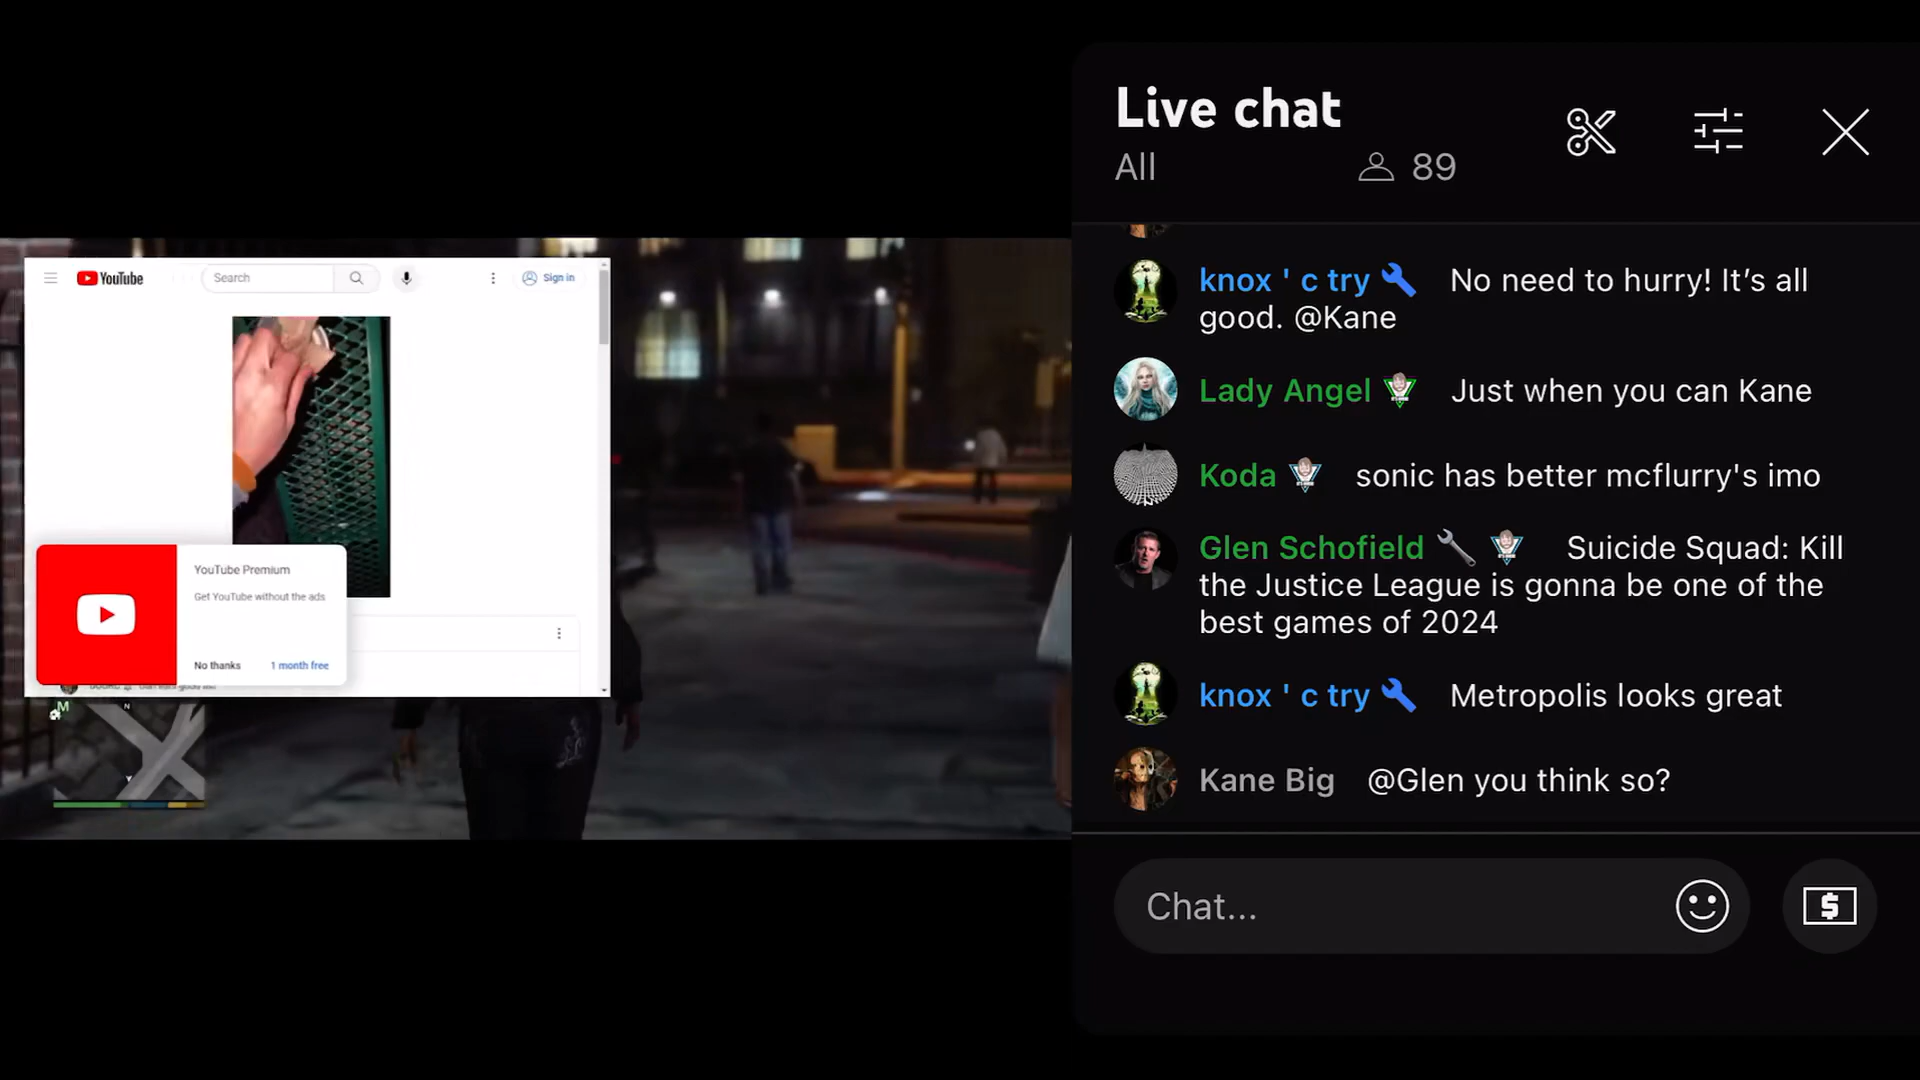 YouTube
Search
Sign in
YouTube Premium
Get YouTube without the ads
No thanks
1 month free
M
N
Live chat
All
89
knox ' c try No need to hurry! It’s all
good. @Kane
Lady Angel Just when you can Kane
Koda sonic has better mcflurry's imo
Glen Schofield Suicide Squad: Kill
the Justice League is gonna be one of the
best games of 2024
knox ' c try Metropolis looks great
Kane Big @Glen you think so?
Chat...